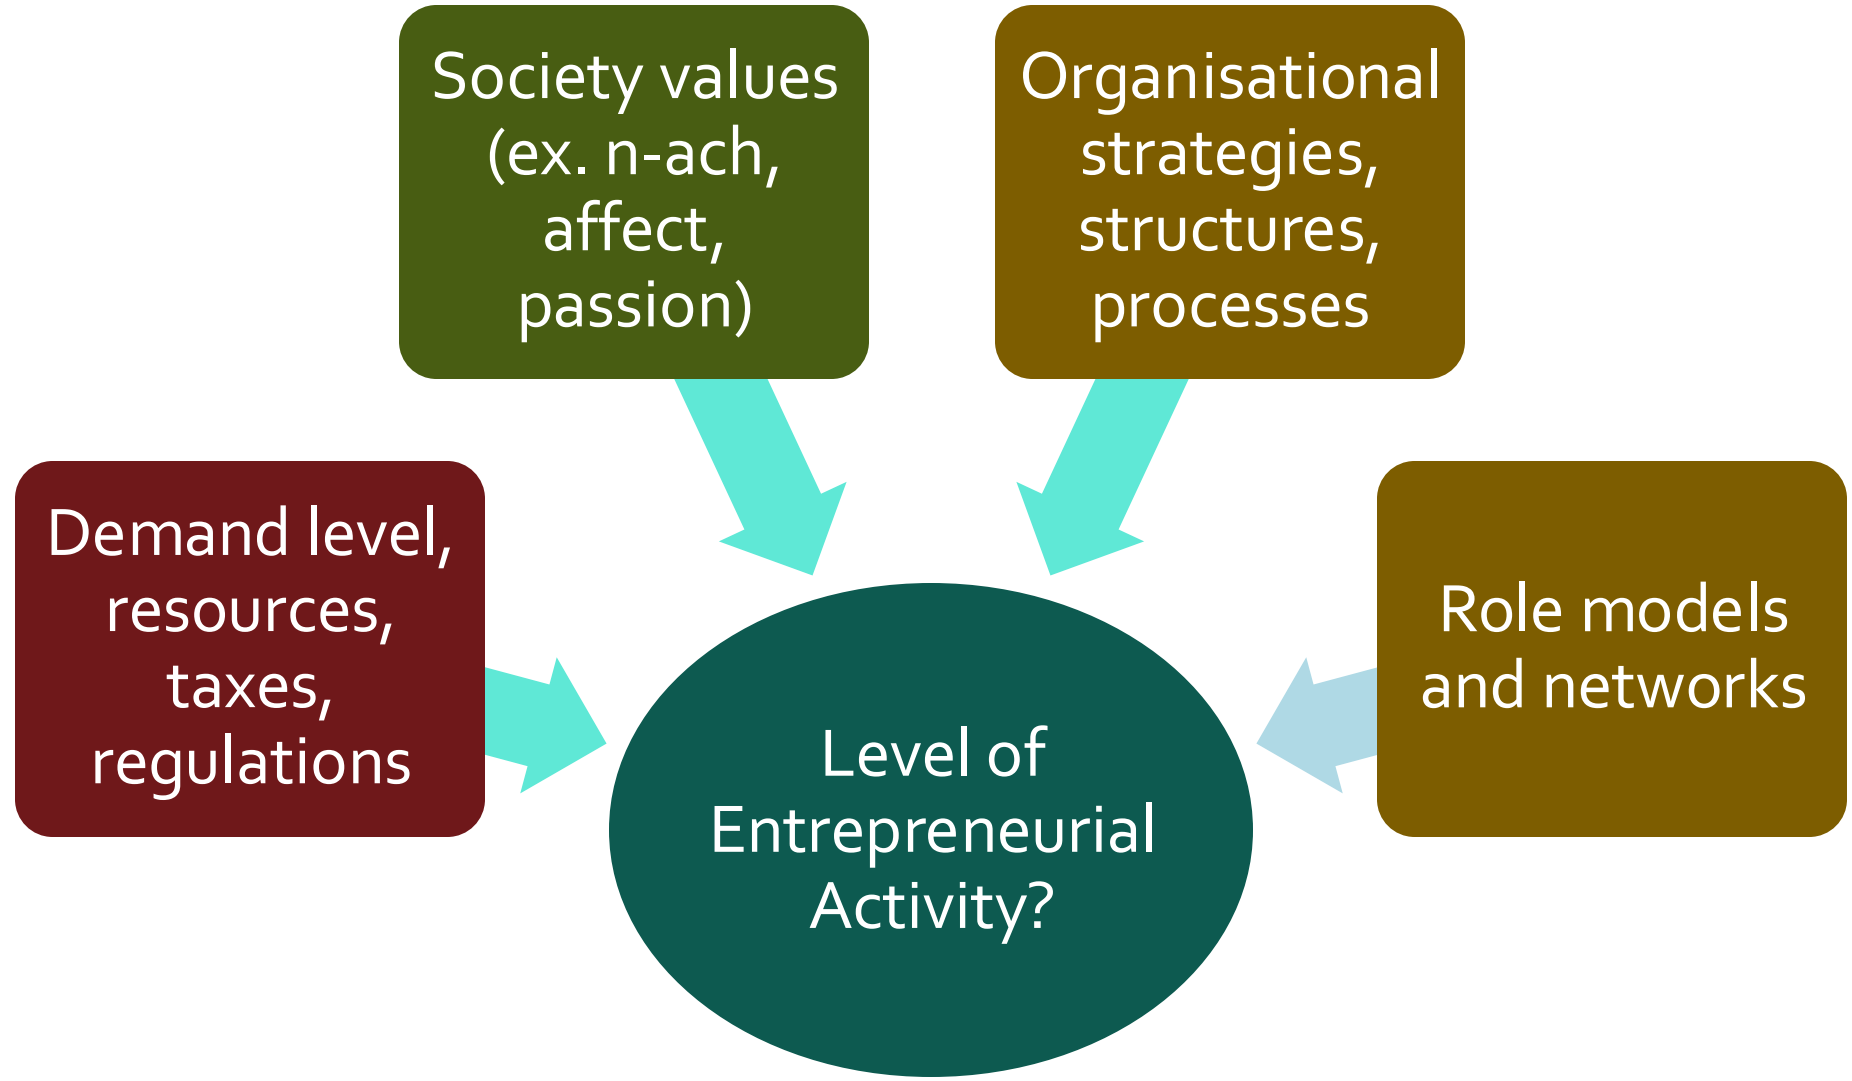 Society values
(ex. n-ach,
affect,
passion)
Organisational
strategies,
structures,
processes
Demand level,
resources,
taxes,
regulations
Role models
and networks
Level of
Entrepreneurial
Activity?